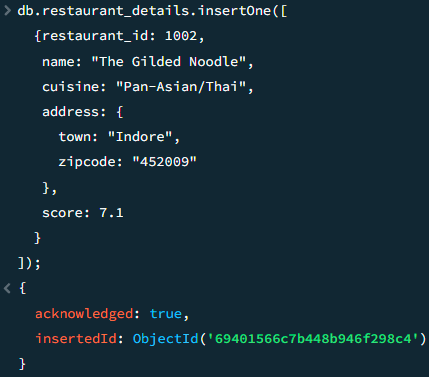 > db.restaurant_details.insertOne([
{restaurant_id: 1002,
name: "The Gilded Noodle",
cuisine: "Pan-Asian/Thai",
address: {
town: "Indore",
zipcode: "452009"
},
score: 7.1
}
]);
< {
acknowledged: true,
insertedId: ObjectId('69401566c7b448b946f298c4')
}